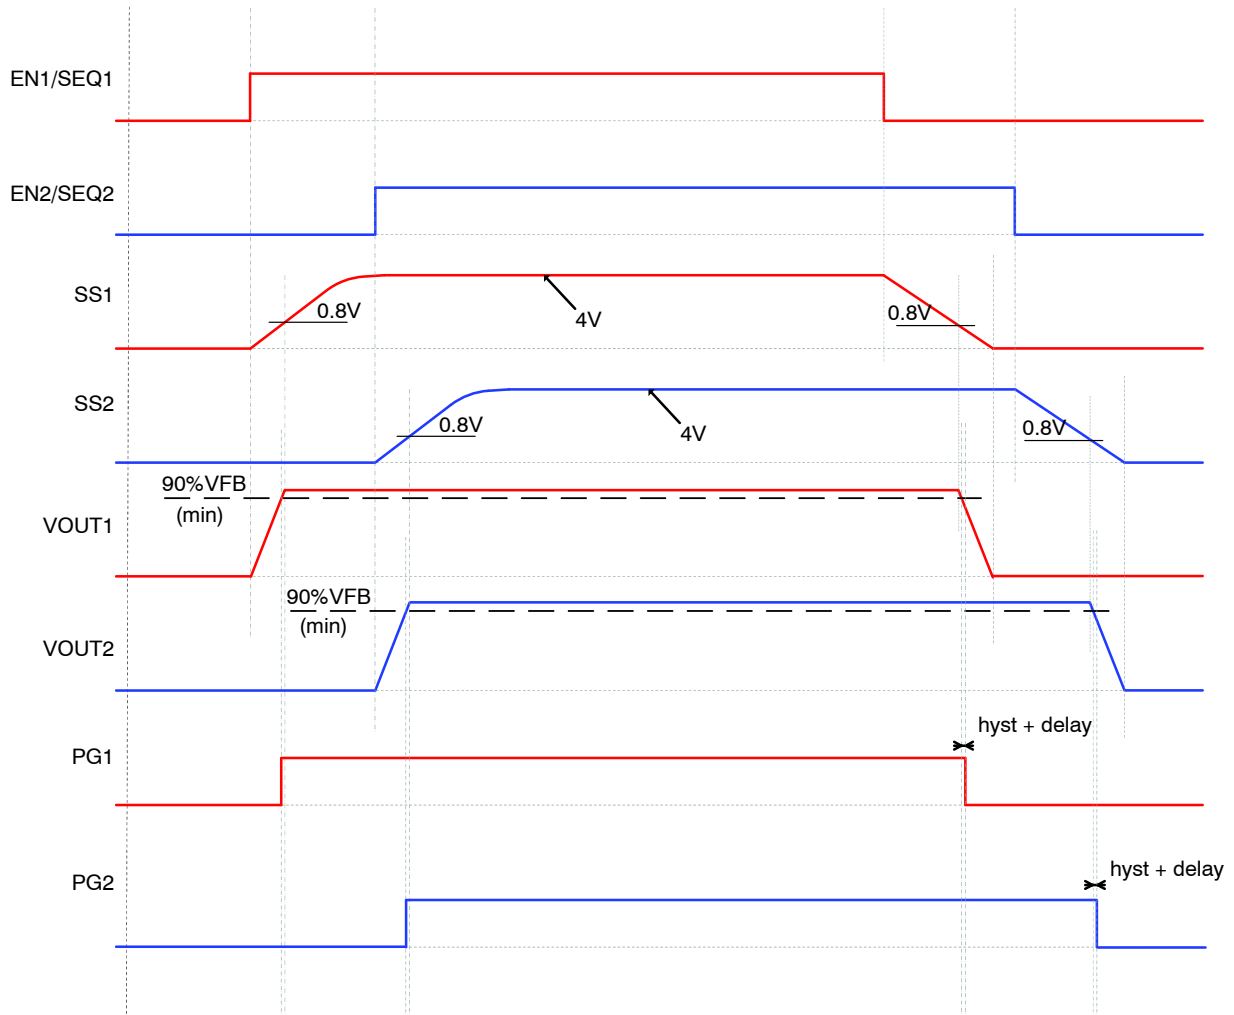 EN1/SEQ1
EN2/SEQ2
SS1
0.8V
4V
0.8V
SS2
0.8V
4V
0.8V
90%VFB
(min)
VOUT1
90%VFB
(min)
VOUT2
hyst + delay
PG1
hyst + delay
PG2